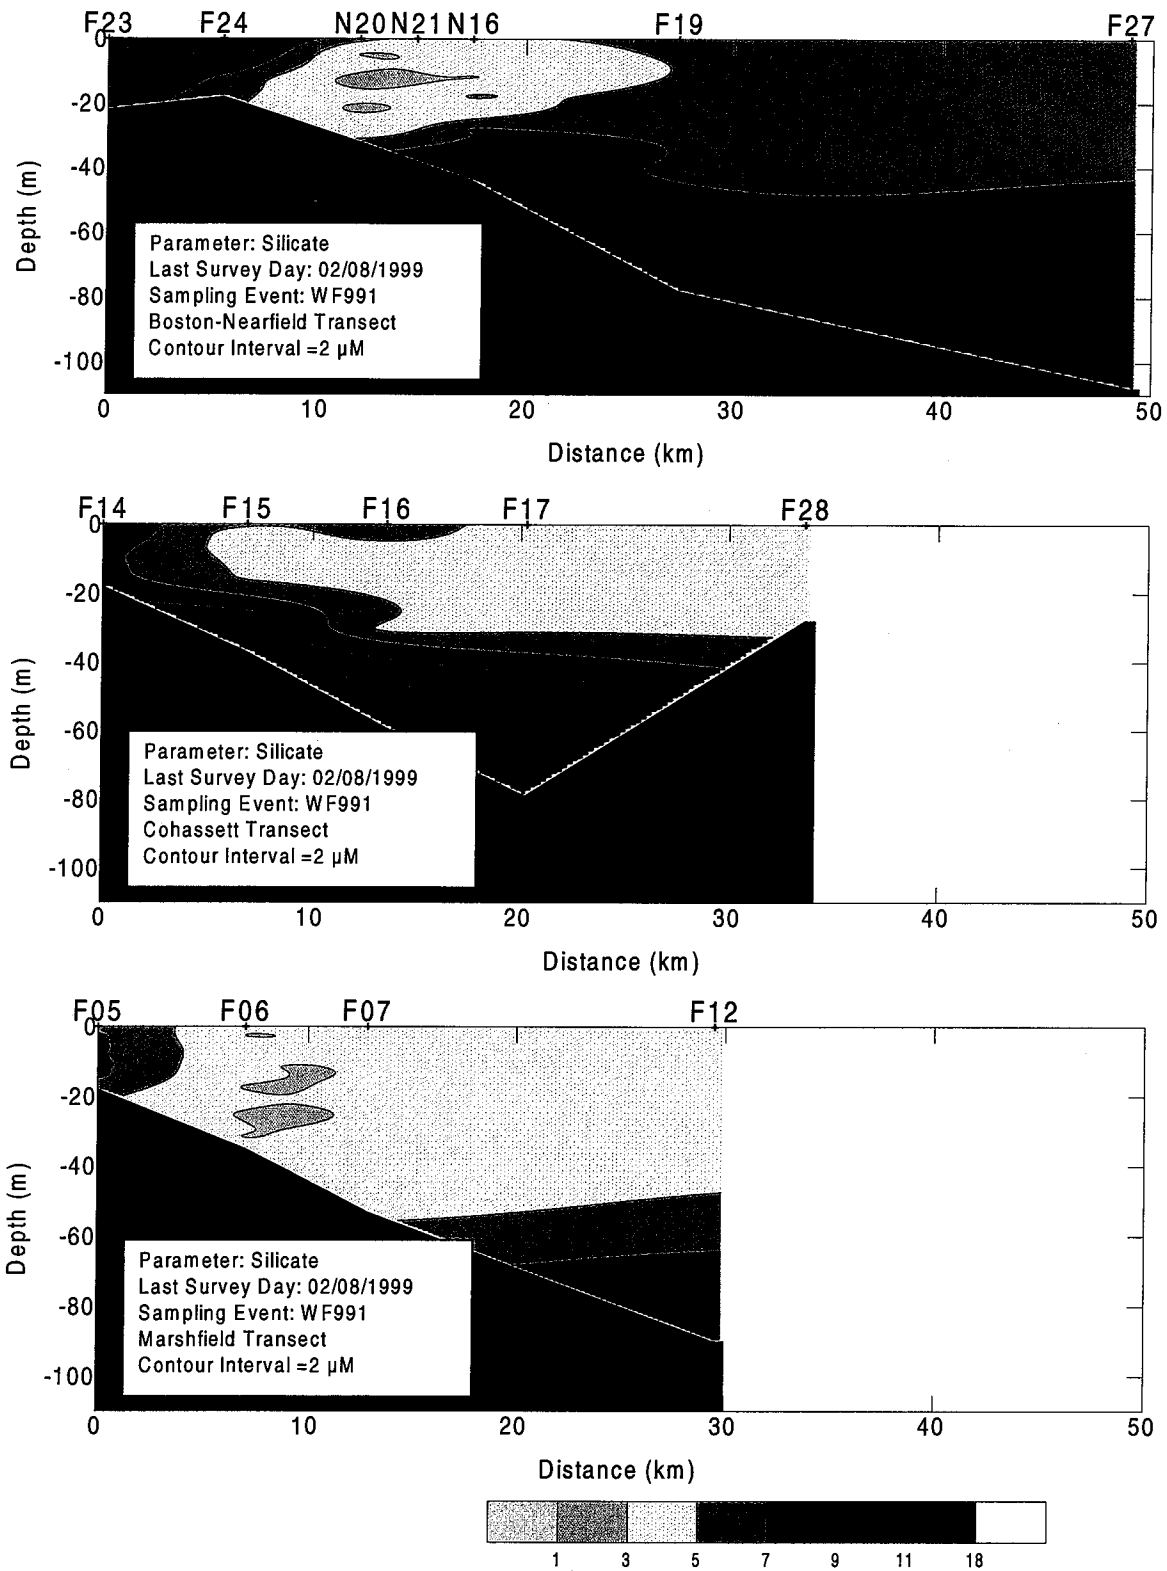 F23 F24 N20 N21 N16 F19 F27
0
-20
-40
-60
-80
-100
Depth (m)
Parameter: Silicate
Last Survey Day: 02/08/1999
Sampling Event: WF991
Boston-Nearfield Transect
Contour Interval =2 µM
0 10 20 30 40 50
Distance (km)
F14 F15 F16 F17 F28
0
-20
-40
-60
-80
-100
Depth (m)
Parameter: Silicate
Last Survey Day: 02/08/1999
Sampling Event: WF991
Cohassett Transect
Contour Interval =2 µM
0 10 20 30 40 50
Distance (km)
F05 F06 F07 F12
0
-20
-40
-60
-80
-100
Depth (m)
Parameter: Silicate
Last Survey Day: 02/08/1999
Sampling Event: WF991
Marshfield Transect
Contour Interval =2 µM
0 10 20 30 40 50
Distance (km)
1 3 5 7 9 11 18